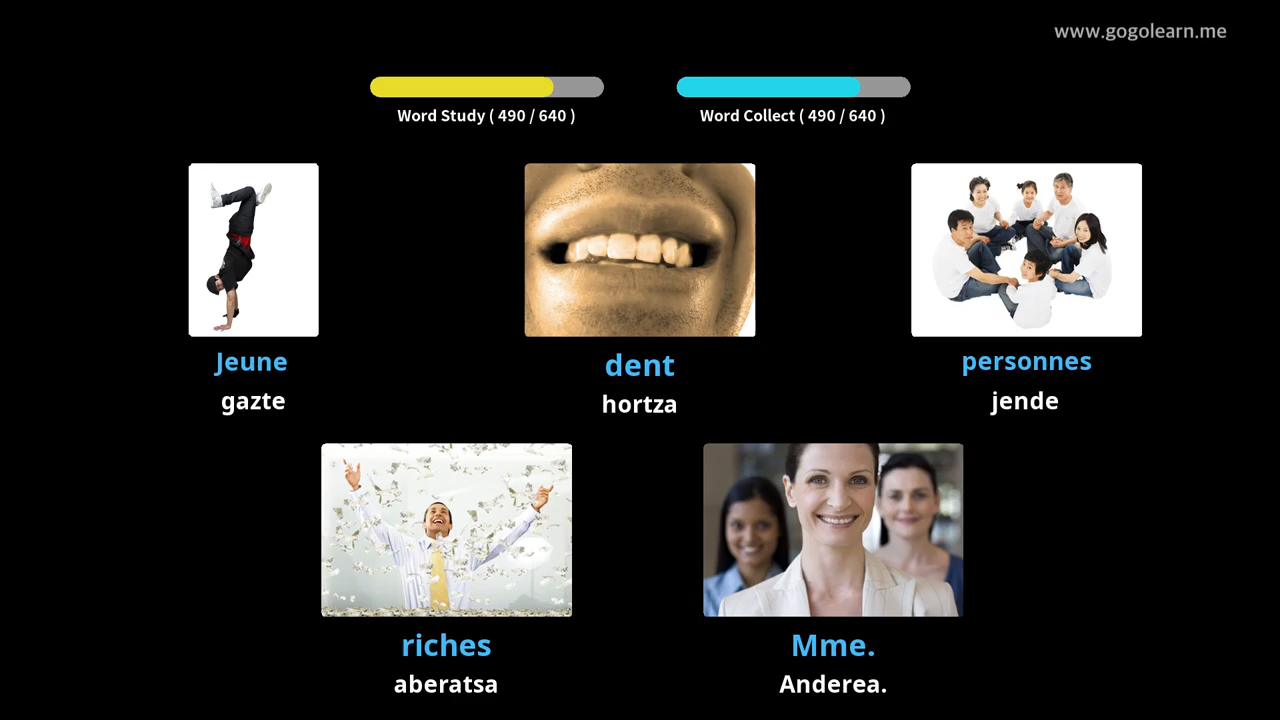 www.gogolearn.me
Word Study ( 490 / 640 )
Word Collect ( 490 / 640 )
Jeune
gazte
dent
hortza
personnes
jende
riches
aberatsa
Mme.
Anderea.